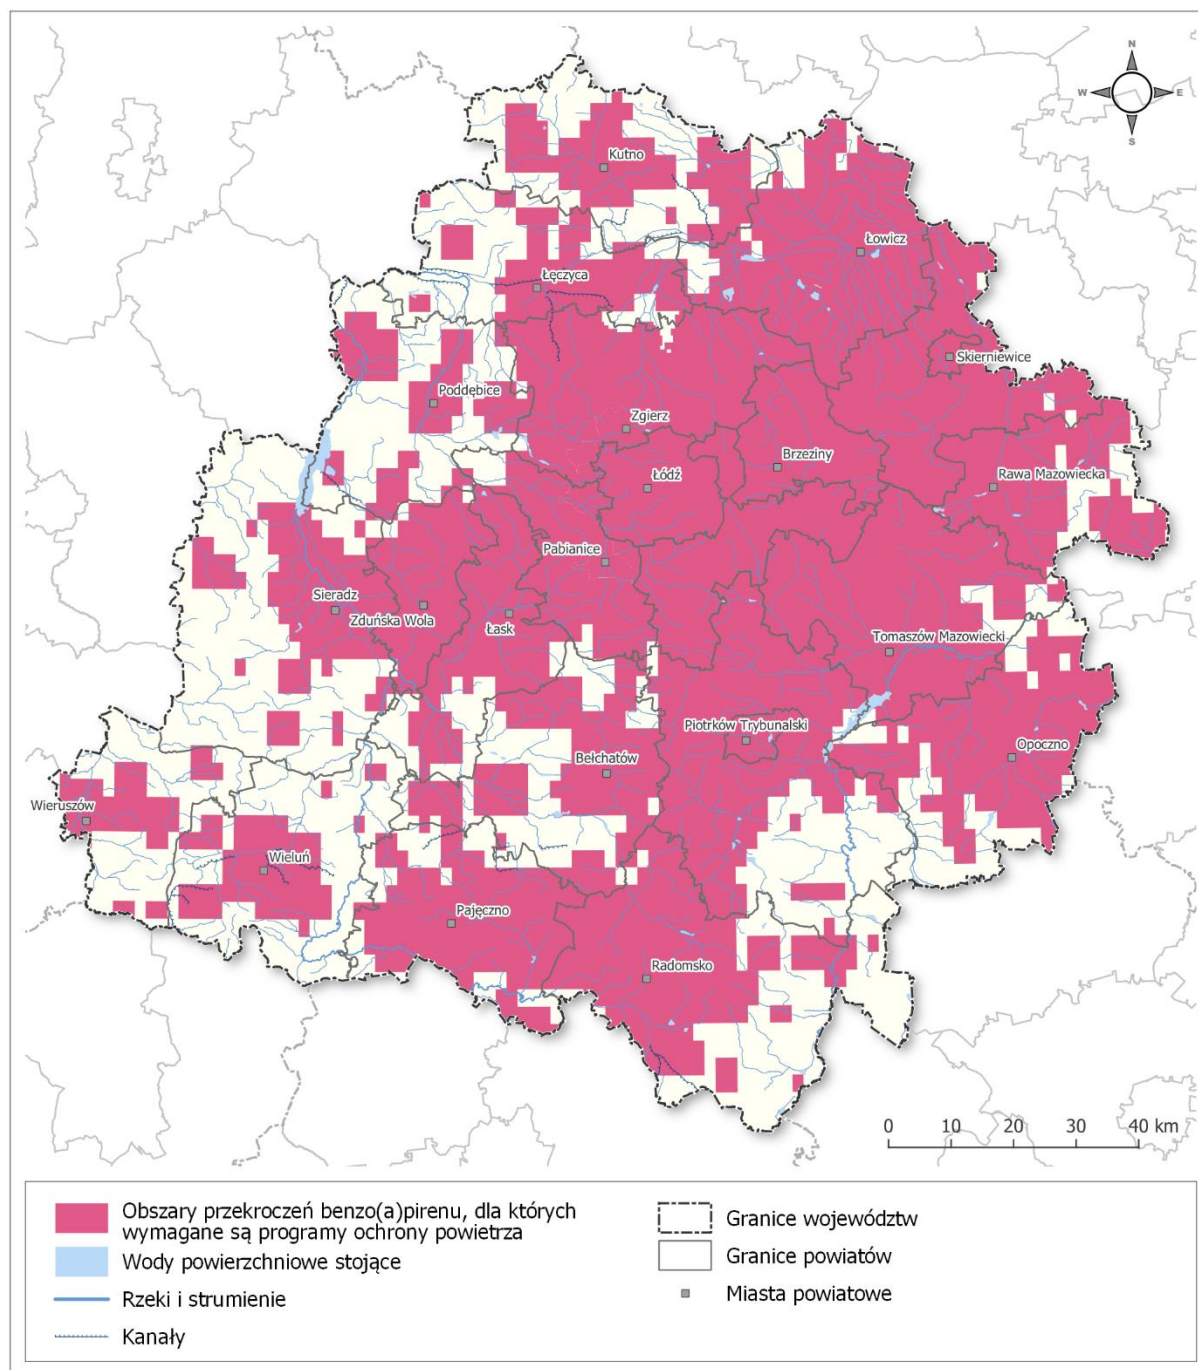 N
W E
S
Kutno
Łowicz
Łęczyca
Skierniewice
Poddębice
Zgierz
Brzeziny
Łódź
Rawa Mazowiecka
Pabianice
Sieradz
Zduńska Wola
Łask
Tomaszów Mazowiecki
Piotrków Trybunalski
Opoczno
Bełchatów
Wieruszów
Wieluń
Pajęczno
Radomsko
0 10 20 30 40 km
Obszary przekroczeń benzo(a)pirenu, dla których
wymagane są programy ochrony powietrza
Wody powierzchniowe stojące
Rzeki i strumienie
Kanały
Granice województw
Granice powiatów
Miasta powiatowe